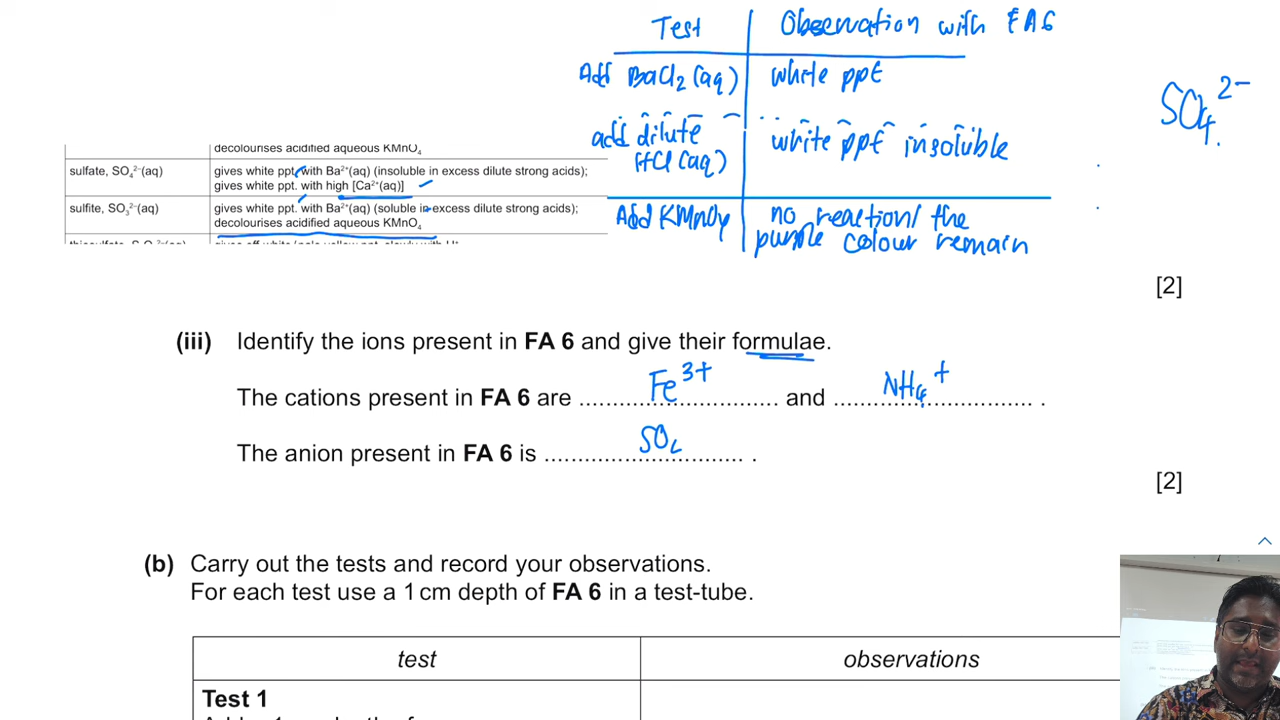 Test Observation with FA6
Add BaCl2 (aq) white ppt
add dilute HCl (aq) white ppt insoluble
Add KMnO4 no reaction/ the purple colour remain
SO4 2-
decolourises acidified aqueous KMnO4
sulfate, SO4 2–(aq) gives white ppt. with Ba2+(aq) (insoluble in excess dilute strong acids);
gives white ppt. with high [Ca2+(aq)]
sulfite, SO3 2–(aq) gives white ppt. with Ba2+(aq) (soluble in excess dilute strong acids);
decolourises acidified aqueous KMnO4
[2]
(iii) Identify the ions present in FA 6 and give their formulae.
The cations present in FA 6 are Fe3+ and NH4+ .
The anion present in FA 6 is SO .
[2]
(b) Carry out the tests and record your observations.
For each test use a 1 cm depth of FA 6 in a test-tube.
test observations
Test 1